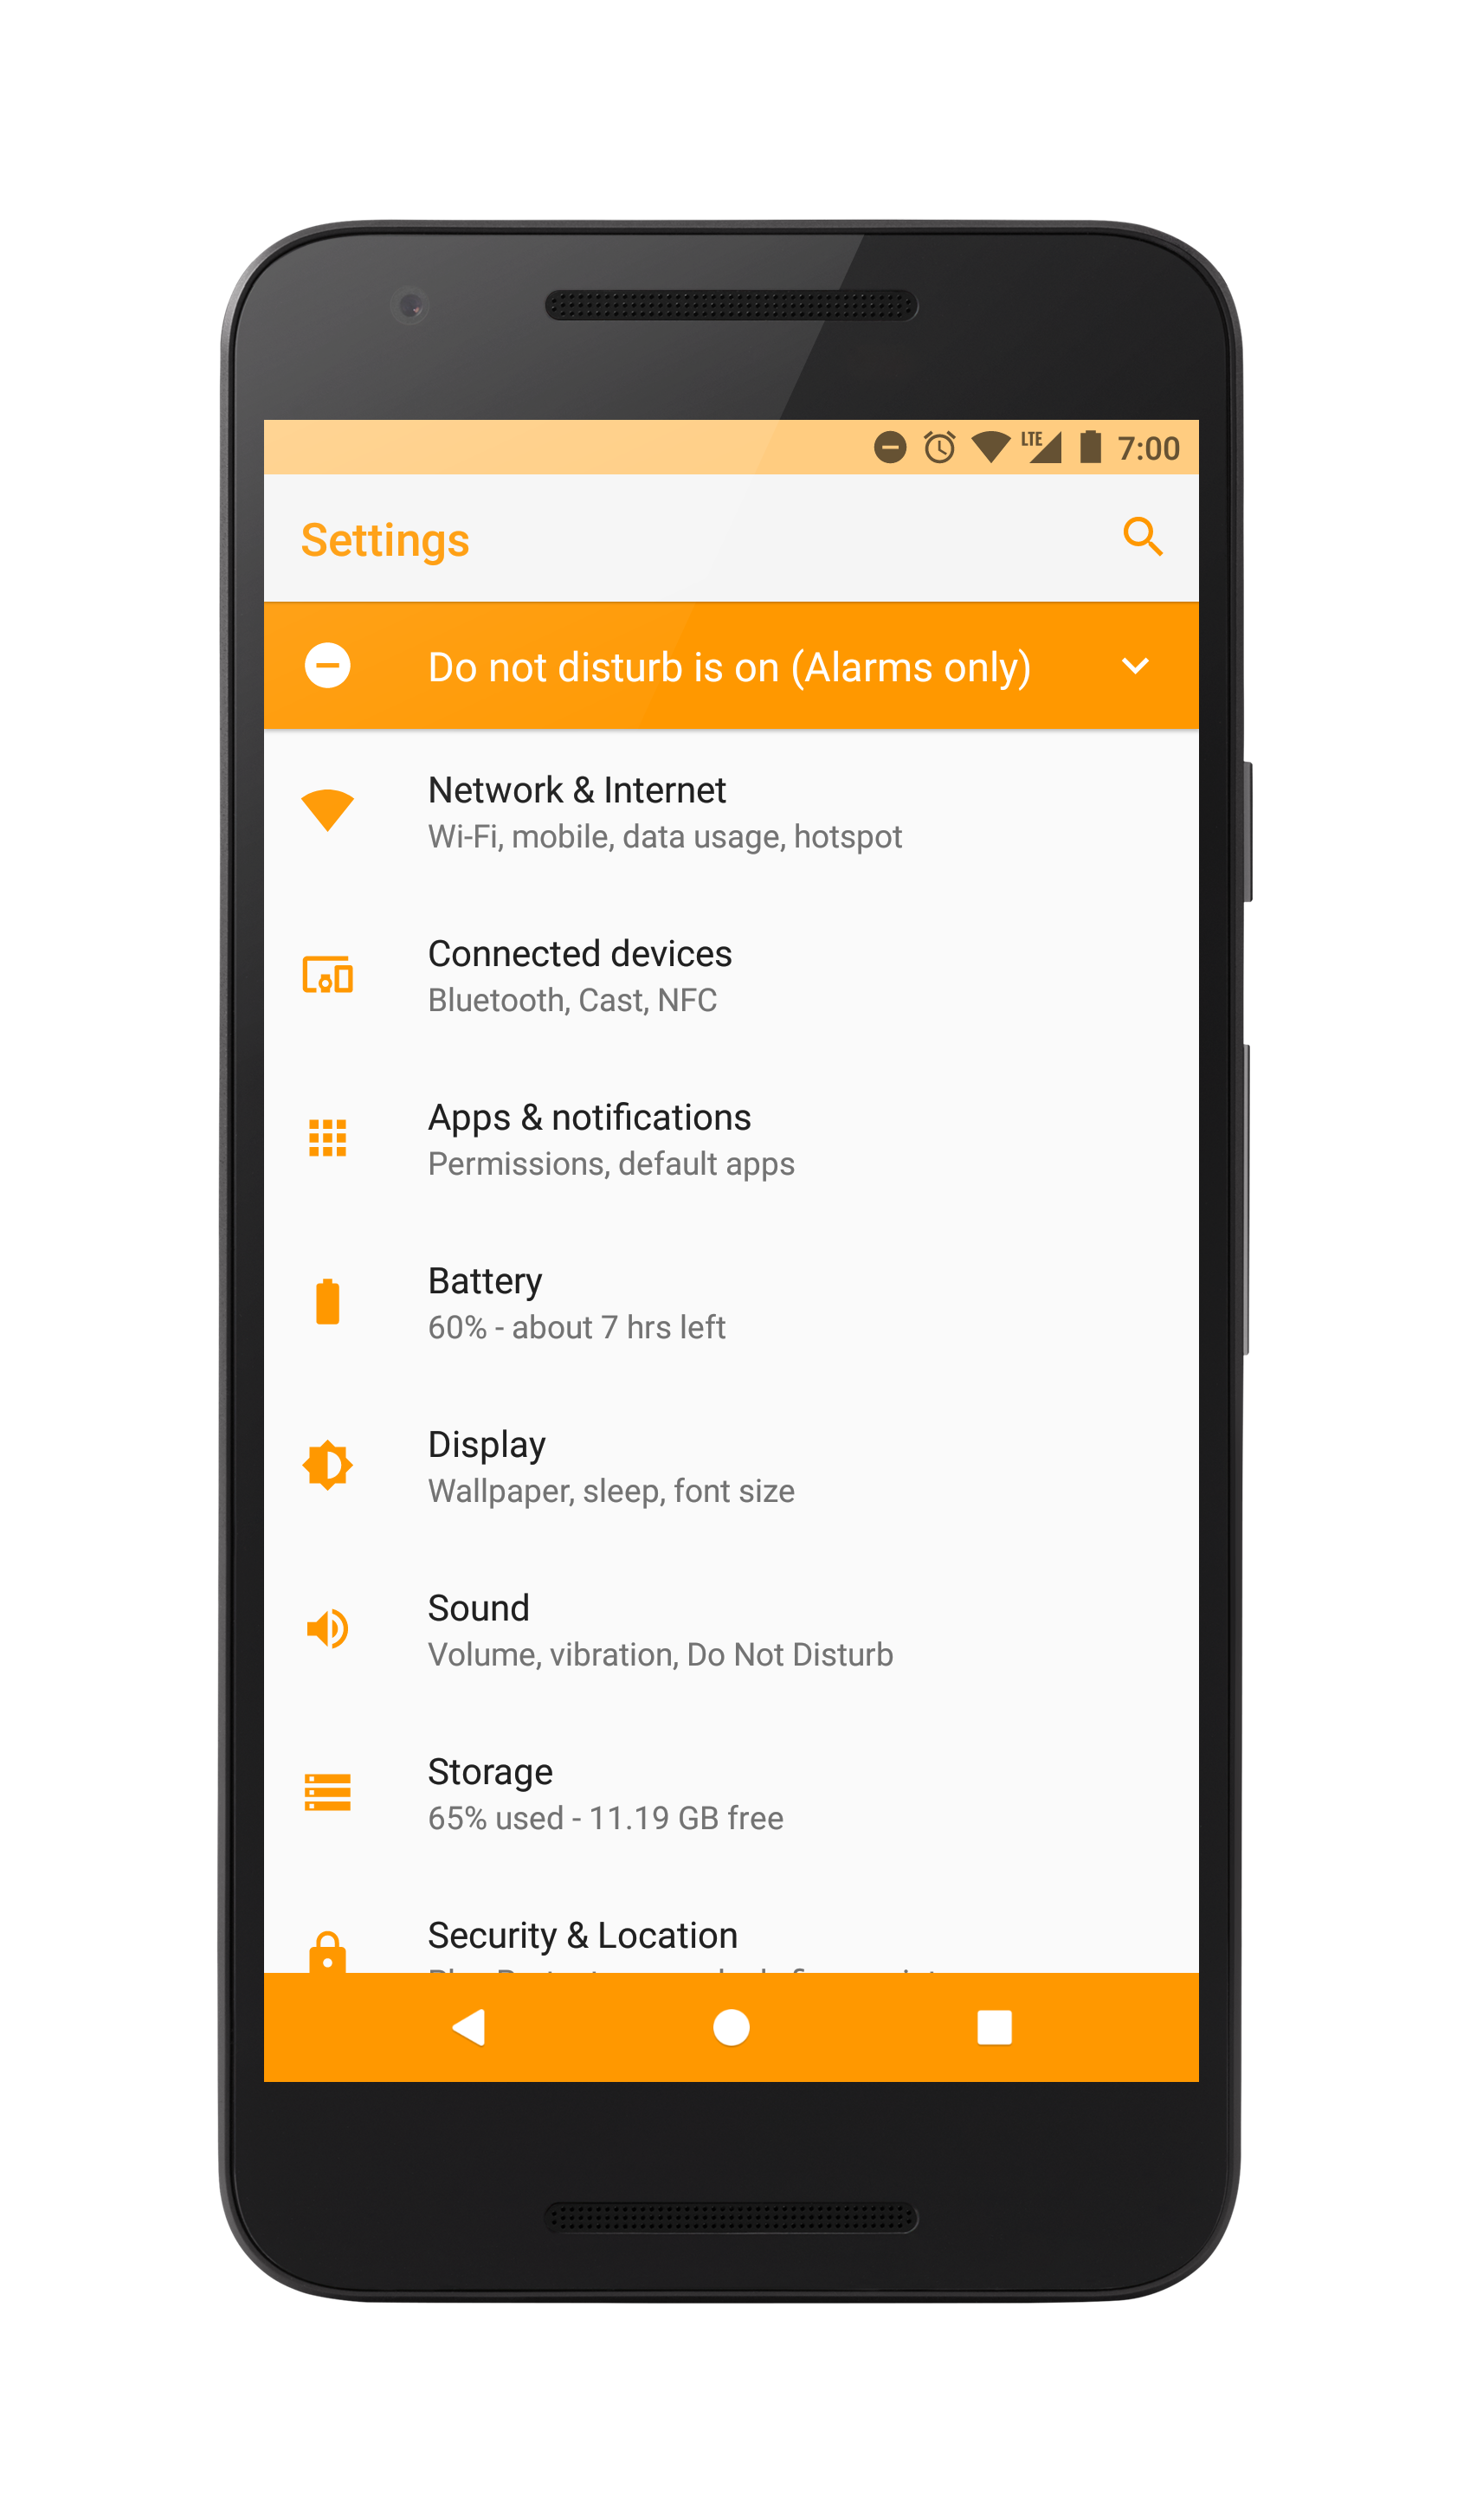 LTE 7:00
Settings
Do not disturb is on (Alarms only)
Network & Internet
Wi-Fi, mobile, data usage, hotspot
Connected devices
Bluetooth, Cast, NFC
Apps & notifications
Permissions, default apps
Battery
60% - about 7 hrs left
Display
Wallpaper, sleep, font size
Sound
Volume, vibration, Do Not Disturb
Storage
65% used - 11.19 GB free
Security & Location